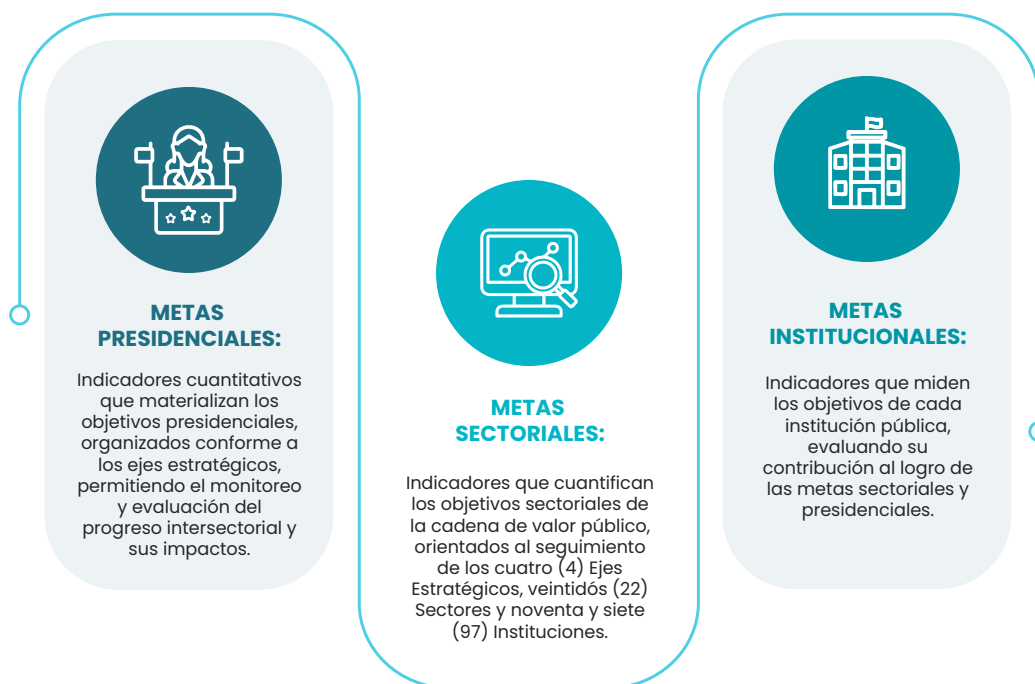 METAS
PRESIDENCIALES:
Indicadores cuantitativos
que materializan los
objetivos presidenciales,
organizados conforme a
los ejes estratégicos,
permitiendo el monitoreo
y evaluación del
progreso intersectorial y
sus impactos.
METAS
SECTORIALES:
Indicadores que cuantifican
los objetivos sectoriales de
la cadena de valor público,
orientados al seguimiento
de los cuatro (4) Ejes
Estratégicos, veintidós (22)
Sectores y noventa y siete
(97) Instituciones.
METAS
INSTITUCIONALES:
Indicadores que miden
los objetivos de cada
institución pública,
evaluando su
contribución al logro de
las metas sectoriales y
presidenciales.